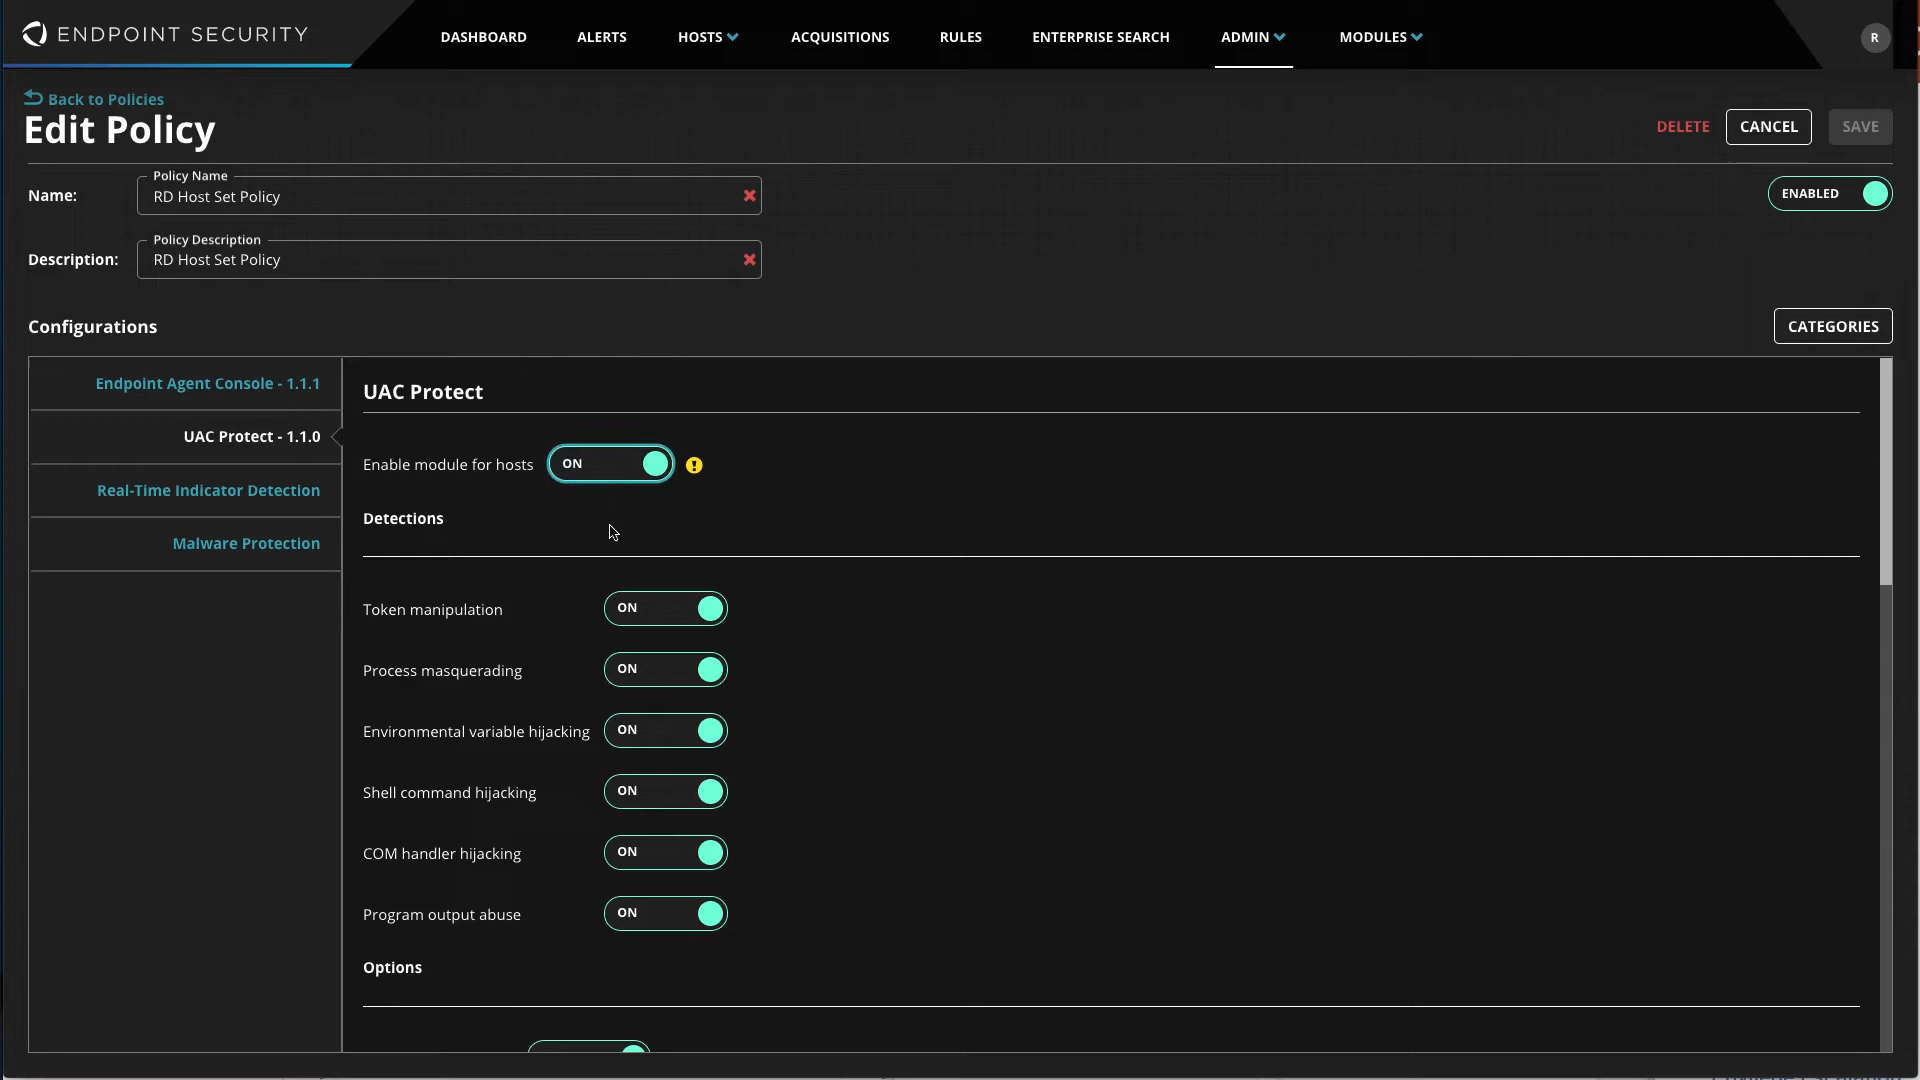 ENDPOINT SECURITY
DASHBOARD
ALERTS
HOSTS
ACQUISITIONS
RULES
ENTERPRISE SEARCH
ADMIN
MODULES
R
Back to Policies
Edit Policy
DELETE
CANCEL
SAVE
Name:
Policy Name
RD Host Set Policy
ENABLED
Description:
Policy Description
RD Host Set Policy
Configurations
CATEGORIES
Endpoint Agent Console - 1.1.1
UAC Protect - 1.1.0
Real-Time Indicator Detection
Malware Protection
UAC Protect
Enable module for hosts
ON
Detections
Token manipulation
ON
Process masquerading
ON
Environmental variable hijacking
ON
Shell command hijacking
ON
COM handler hijacking
ON
Program output abuse
ON
Options